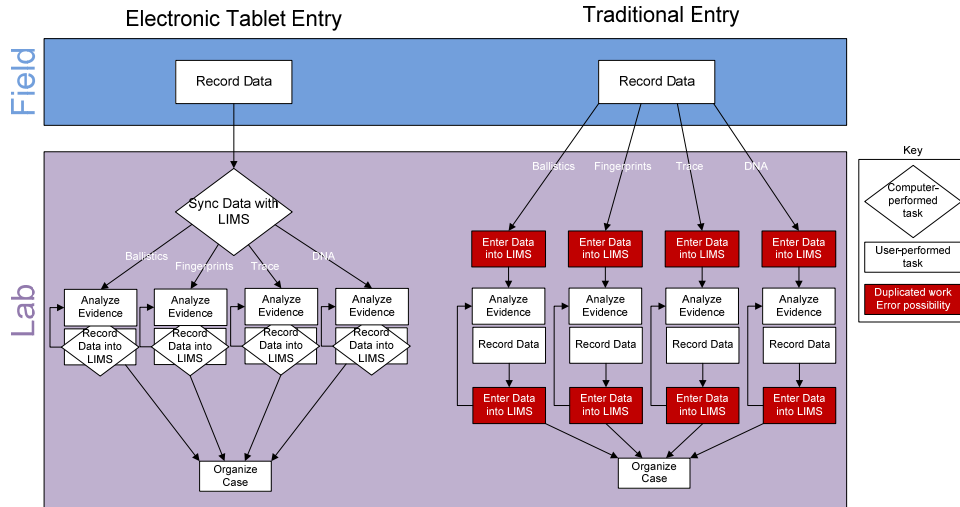 Electronic Tablet Entry
Traditional Entry
Field
Record Data
Record Data
Lab
Sync Data with
LIMS
Ballistics
Fingerprints
Trace
DNA
Analyze
Evidence
Analyze
Evidence
Analyze
Evidence
Analyze
Evidence
Record
Data into
LIMS
Record
Data into
LIMS
Record
Data into
LIMS
Record
Data into
LIMS
Organize
Case
Ballistics
Fingerprints
Trace
DNA
Enter Data
into LIMS
Enter Data
into LIMS
Enter Data
into LIMS
Enter Data
into LIMS
Analyze
Evidence
Analyze
Evidence
Analyze
Evidence
Analyze
Evidence
Record Data
Record Data
Record Data
Record Data
Enter Data
into LIMS
Enter Data
into LIMS
Enter Data
into LIMS
Enter Data
into LIMS
Organize
Case
Key
Computer-
performed
task
User-performed
task
Duplicated work
Error possibility